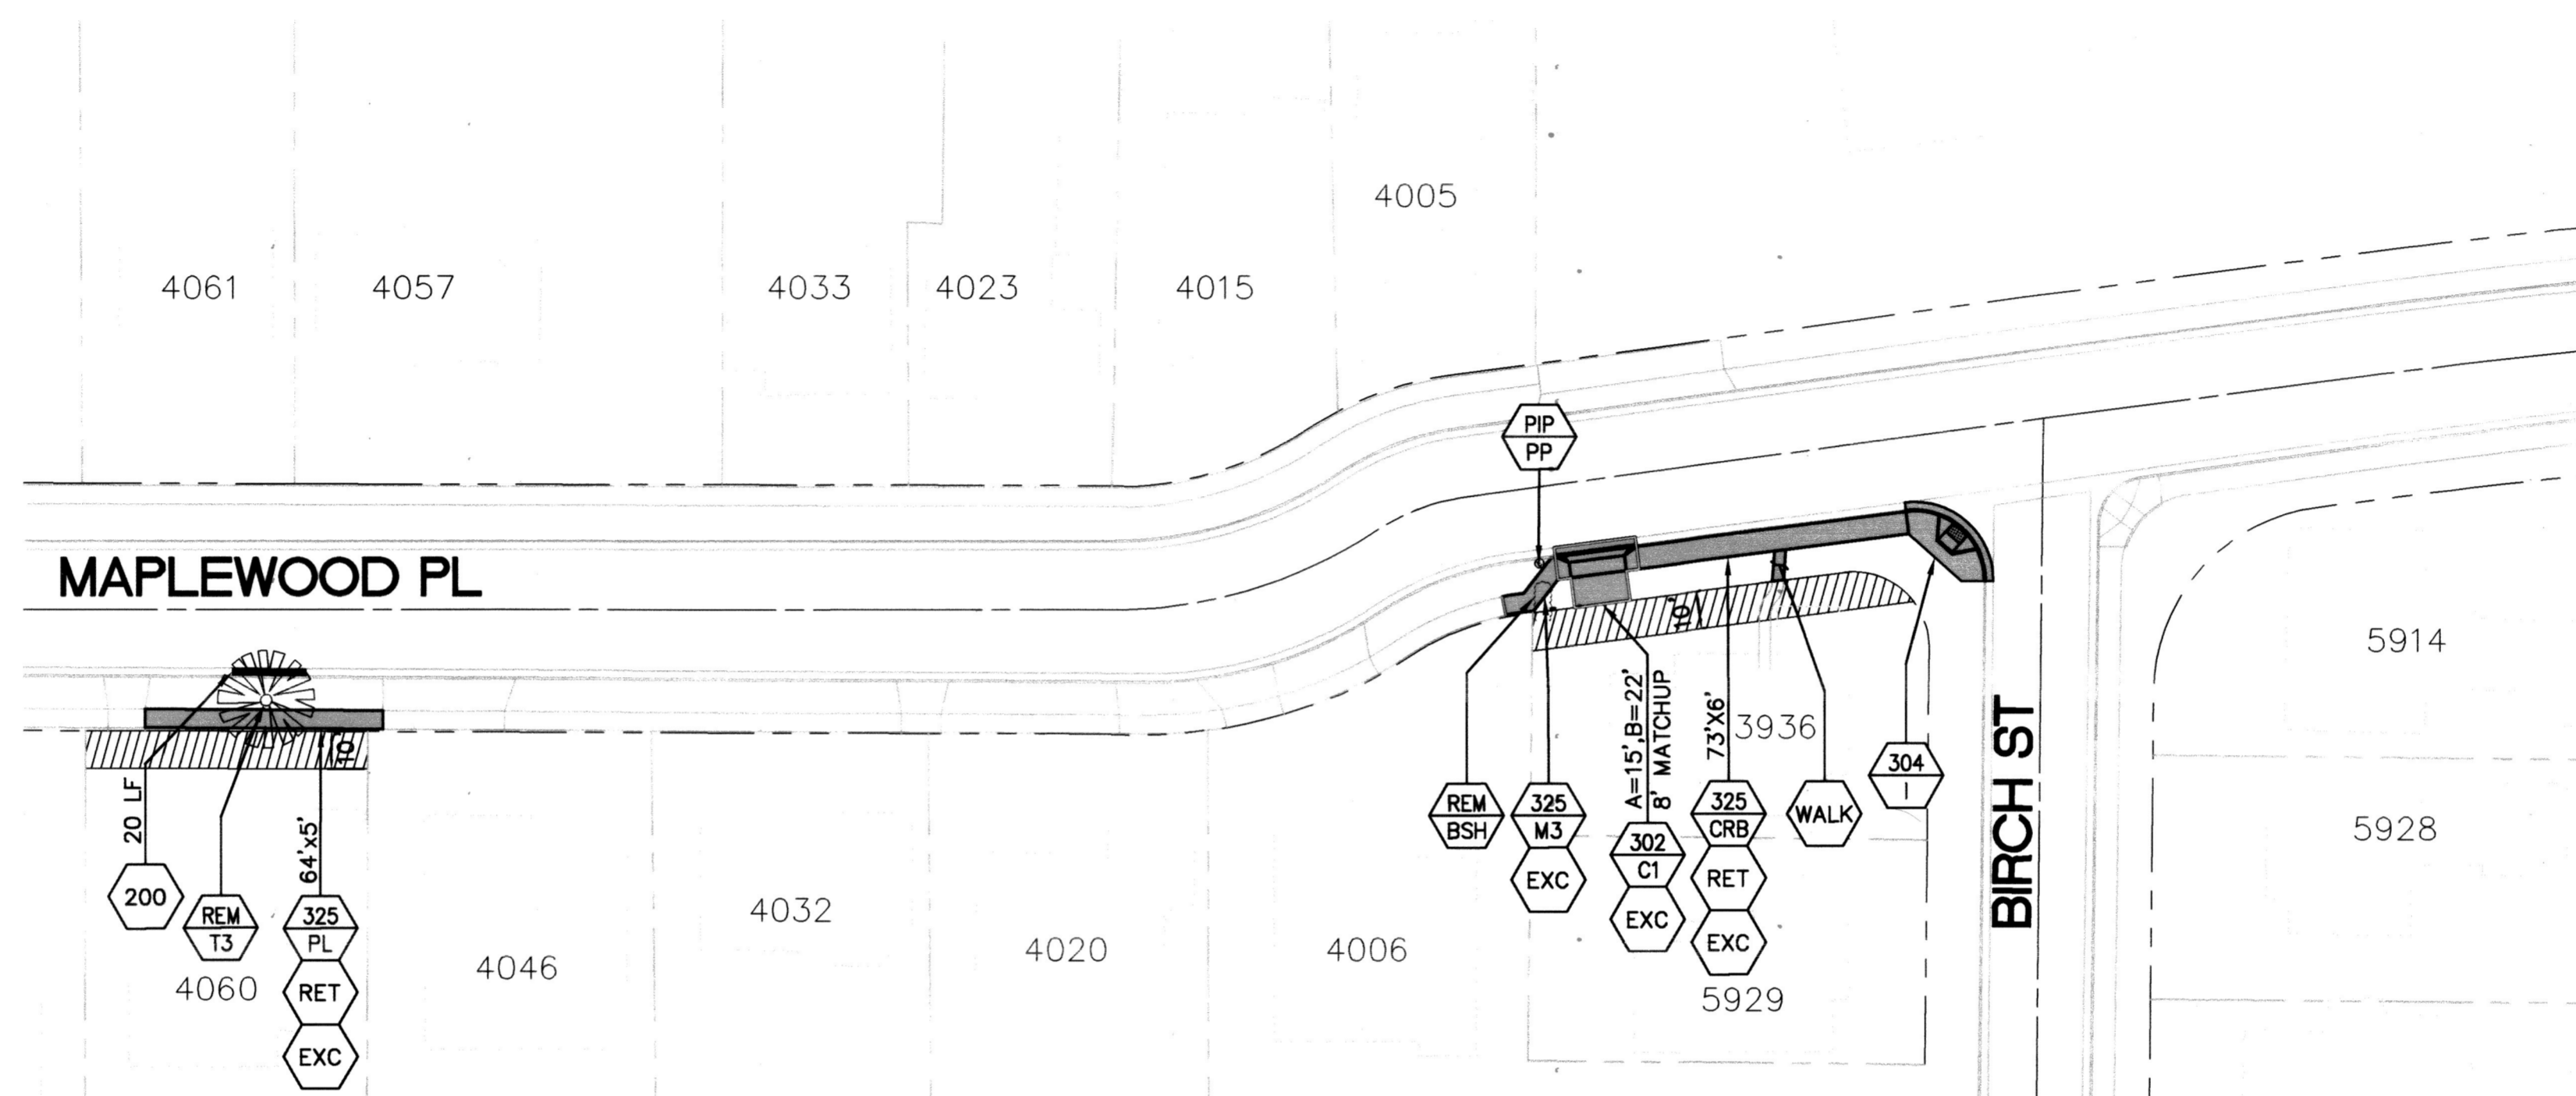 4005
4061
4057
4033
4023
4015
PIP
PP
MAPLEWOOD PL
10'
10'
20 LF
200
REM
T3
64'x5'
325
PL
RET
EXC
4060
4046
4032
4020
4006
REM
BSH
325
M3
EXC
A=15',B=22'
8' MATCHUP
302
C1
EXC
73'X6'
325
CRB
RET
EXC
3936
WALK
304
I
5929
BIRCH ST
5914
5928